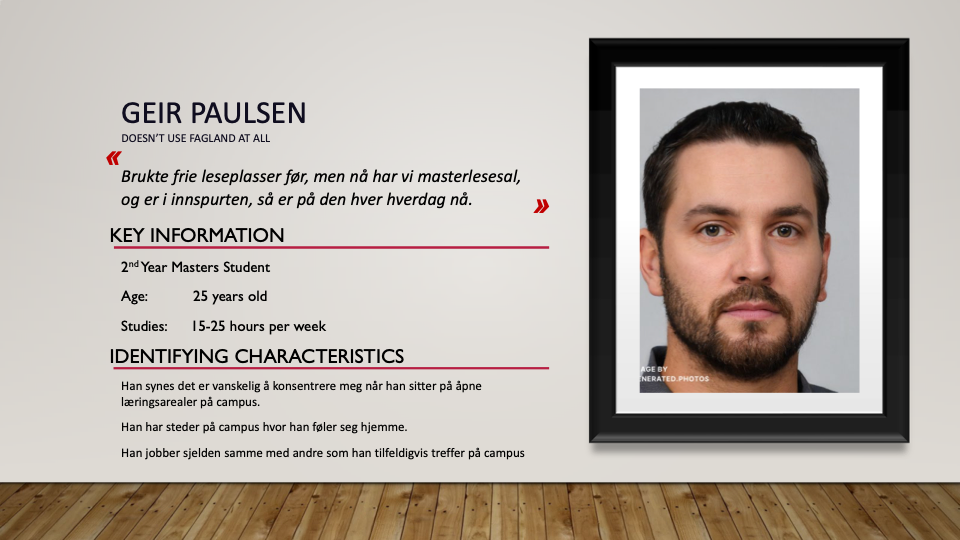 GEIR PAULSEN
DOESN'T USE FAGLAND AT ALL
«
Brukte frie leseplasser før, men nå har vi masterlesesal,
og er i innspurten, så er på den hver hverdag nå.
»
KEY INFORMATION
2nd Year Masters Student
Age: 25 years old
Studies: 15-25 hours per week
IDENTIFYING CHARACTERISTICS
Han synes det er vanskelig å konsentrere meg når han sitter på åpne
læringsarealer på campus.
Han har steder på campus hvor han føler seg hjemme.
Han jobber sjelden samme med andre som han tilfeldigvis treffer på campus
AGE BY
NERATED.PHOTOS